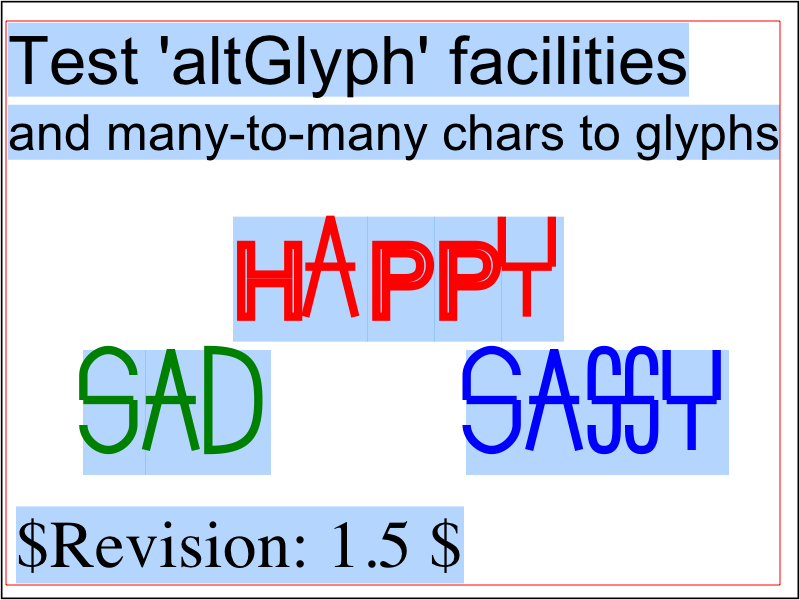 Test 'altGlyph' facilities
and many-to-many chars to glyphs
HAPPY
SAD SASSY
$Revision: 1.5 $